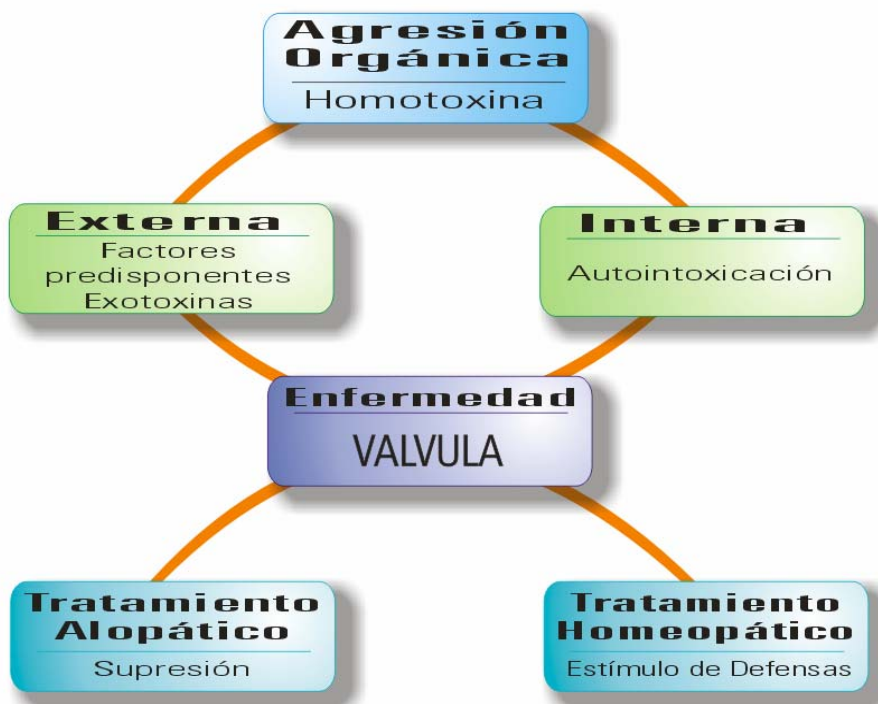 Agresión
Orgánica
Homotoxina
Externa
Factores
predisponentes
Exotoxinas
Interna
Autointoxicación
Enfermedad
VALVULA
Tratamiento
Alopático
Supresión
Tratamiento
Homeopático
Estímulo de Defensas